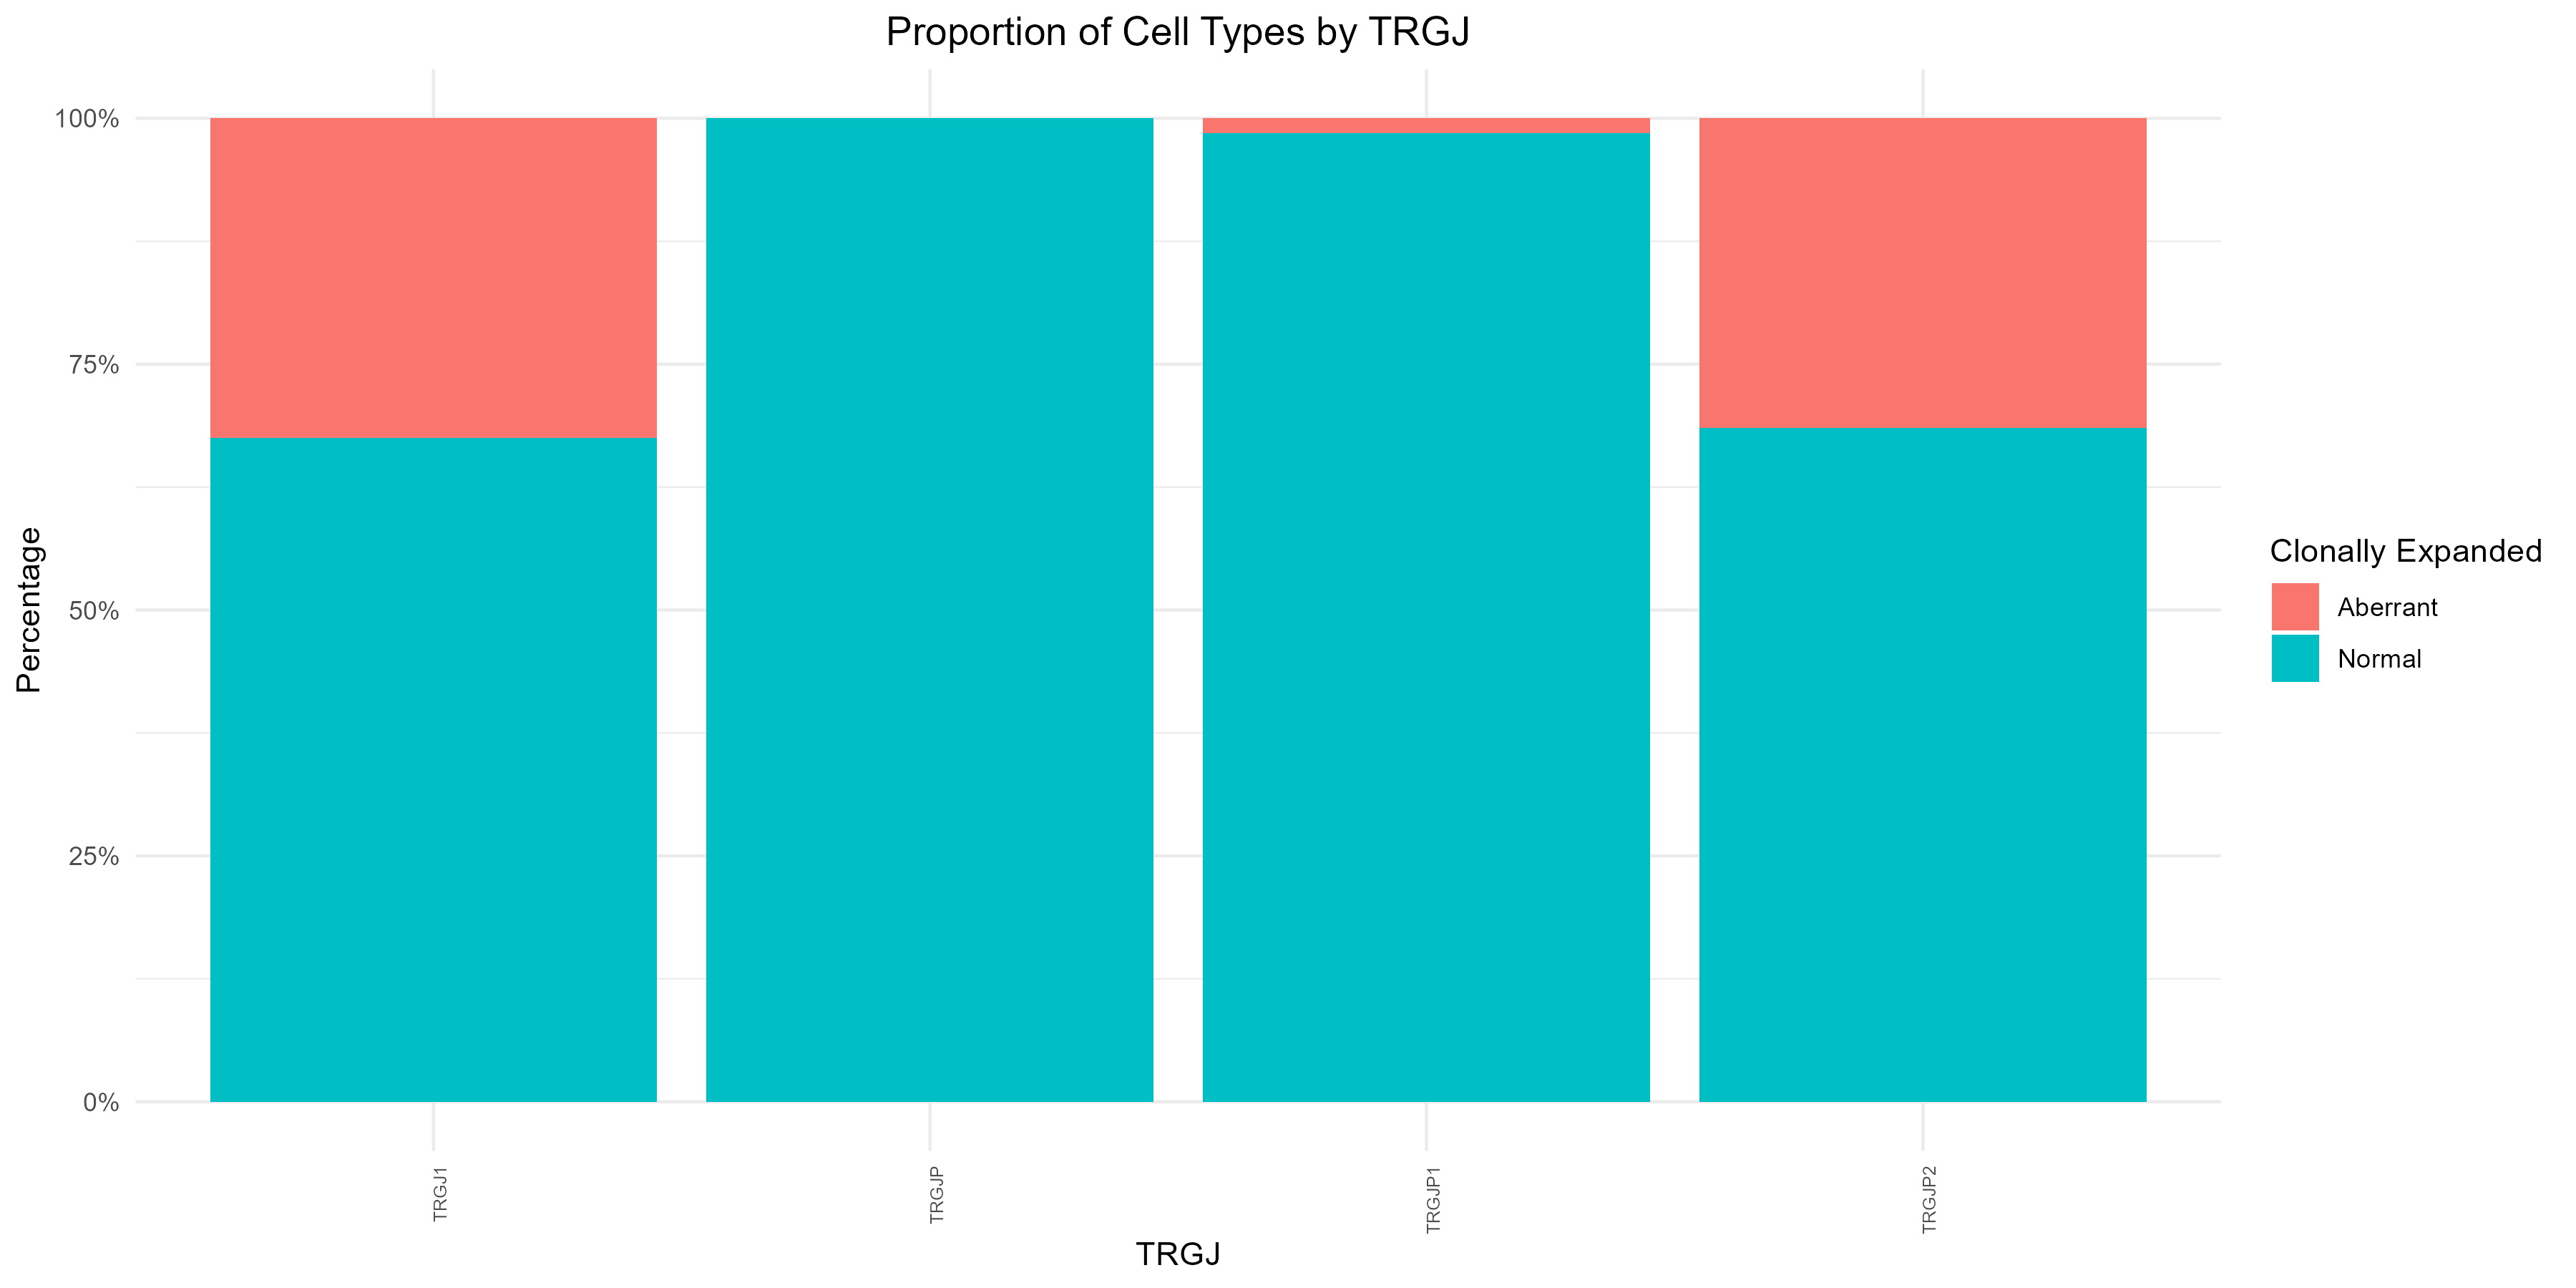 Proportion of Cell Types by TRGJ
100%
75%
50%
25%
0%
Percentage
TRGJ1
TRGJP
TRGJP1
TRGJP2
TRGJ
Clonally Expanded
Aberrant
Normal